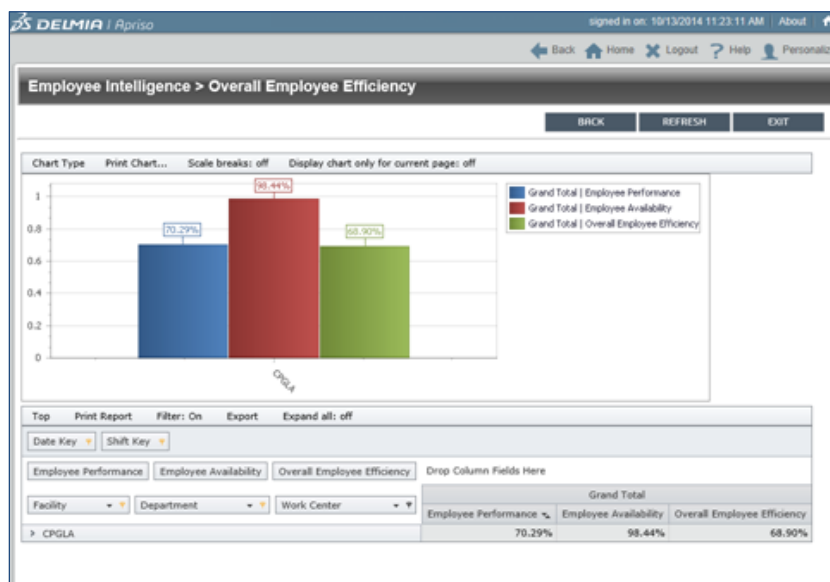 DS DELMIA | Apriso
signed in on: 10/13/2014 11:23:11 AM | About
Back Home Logout Help Personaliz
Employee Intelligence > Overall Employee Efficiency
BACK REFRESH EXIT
Chart Type Print Chart... Scale breaks: off Display chart only for current page: off
98.44%
70.29%
68.90%
1
0.8
0.6
0.4
0.2
0
CPGLA
Grand Total | Employee Performance
Grand Total | Employee Availability
Grand Total | Overall Employee Efficiency
Top Print Report Filter: On Export Expand all: off
Date Key Shift Key
Employee Performance Employee Availability Overall Employee Efficiency Drop Column Fields Here
Facility Department Work Center
Grand Total
Employee Performance Employee Availability Overall Employee Efficiency
> CPGLA 70.29% 98.44% 68.90%